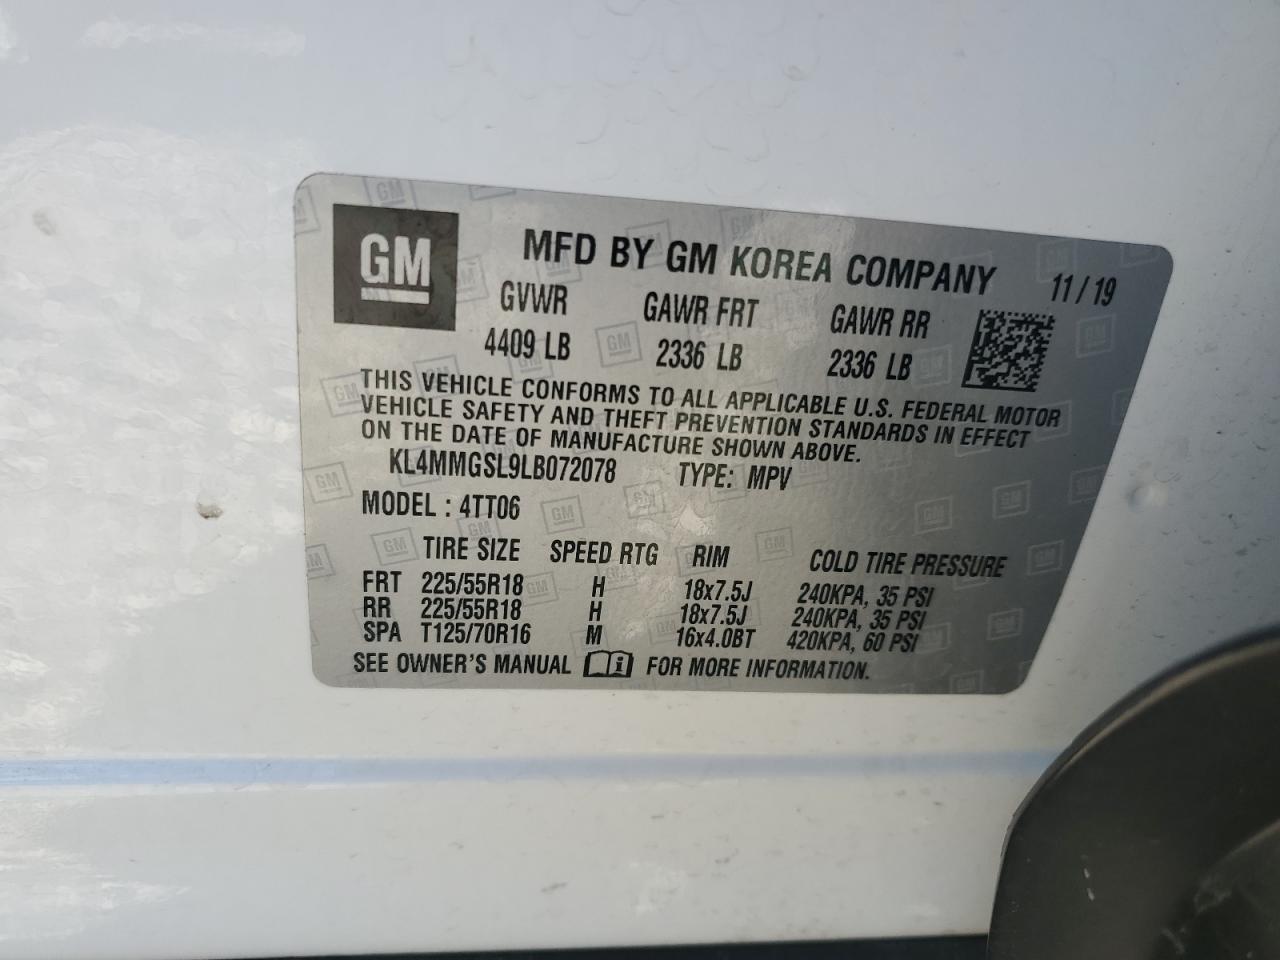 GM
MFD BY GM KOREA COMPANY 11/19
GVWR GAWR FRT GAWR RR
4409 LB 2336 LB 2336 LB
THIS VEHICLE CONFORMS TO ALL APPLICABLE U.S. FEDERAL MOTOR
VEHICLE SAFETY AND THEFT PREVENTION STANDARDS IN EFFECT
ON THE DATE OF MANUFACTURE SHOWN ABOVE.
KL4MMGSL9LB072078 TYPE: MPV
MODEL : 4TT06
TIRE SIZE SPEED RTG RIM COLD TIRE PRESSURE
FRT 225/55R18 H 18x7.5J 240KPA, 35 PSI
RR 225/55R18 H 18x7.5J 240KPA, 35 PSI
SPA T125/70R16 M 16x4.0BT 420KPA, 60 PSI
SEE OWNER'S MANUAL i FOR MORE INFORMATION.